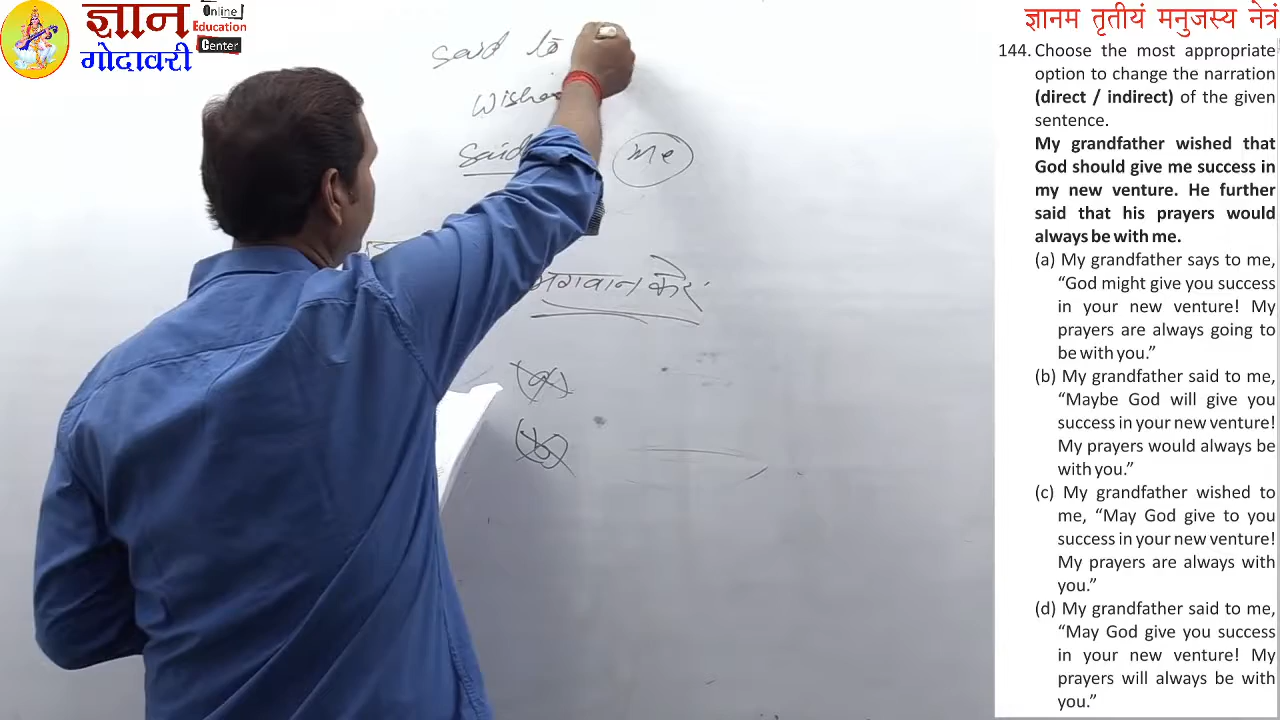 ज्ञान
Online
Education
Center
गोदावरी
ज्ञानम तृतीयं मनुजस्य नेत्रं
said to
wishe
said
me
भगवान करे
(a)
(b)
144. Choose the most appropriate
option to change the narration
(direct / indirect) of the given
sentence.
My grandfather wished that
God should give me success in
my new venture. He further
said that his prayers would
always be with me.
(a) My grandfather says to me,
“God might give you success
in your new venture! My
prayers are always going to
be with you.”
(b) My grandfather said to me,
“Maybe God will give you
success in your new venture!
My prayers would always be
with you.”
(c) My grandfather wished to
me, “May God give to you
success in your new venture!
My prayers are always with
you.”
(d) My grandfather said to me,
“May God give you success
in your new venture! My
prayers will always be with
you.”